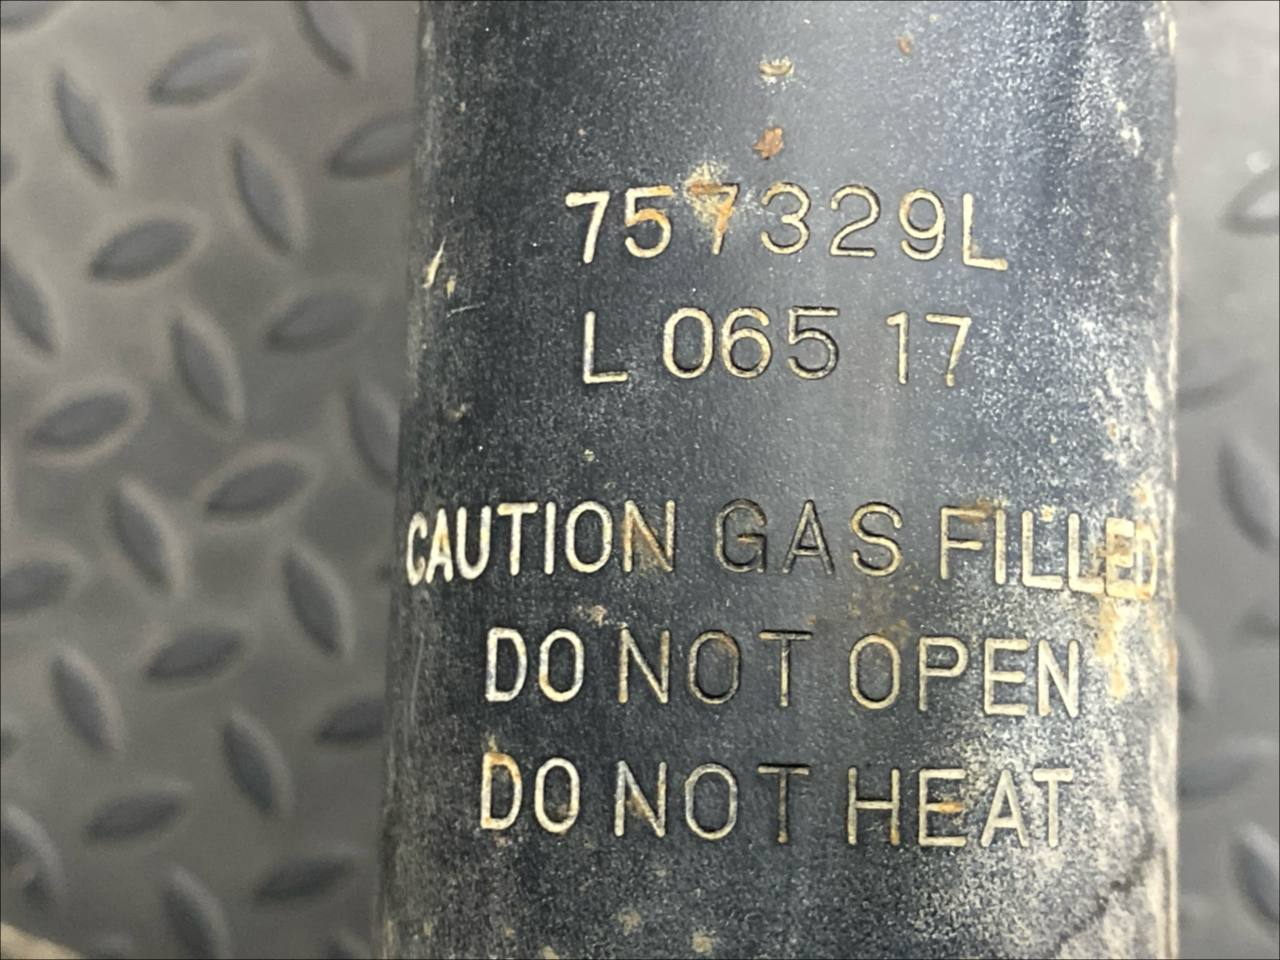 757329L
L 065 17
CAUTION GAS FILLED
DO NOT OPEN
DO NOT HEAT